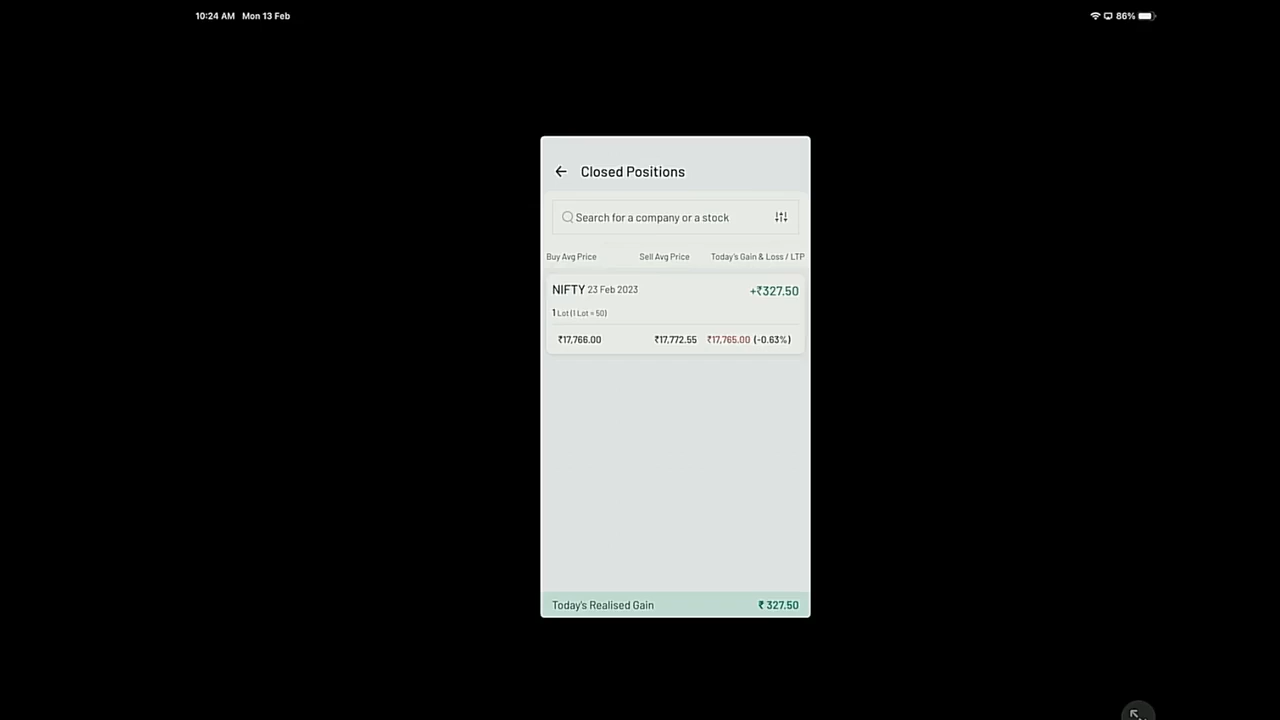 10:24 AM Mon 13 Feb 86%
Closed Positions
Search for a company or a stock
Buy Avg Price Sell Avg Price Today's Gain & Loss / LTP
NIFTY 23 Feb 2023 +₹327.50
1 Lot (1 Lot = 50)
₹17,766.00 ₹17,772.55 ₹17,765.00 (-0.63%)
Today's Realised Gain ₹ 327.50